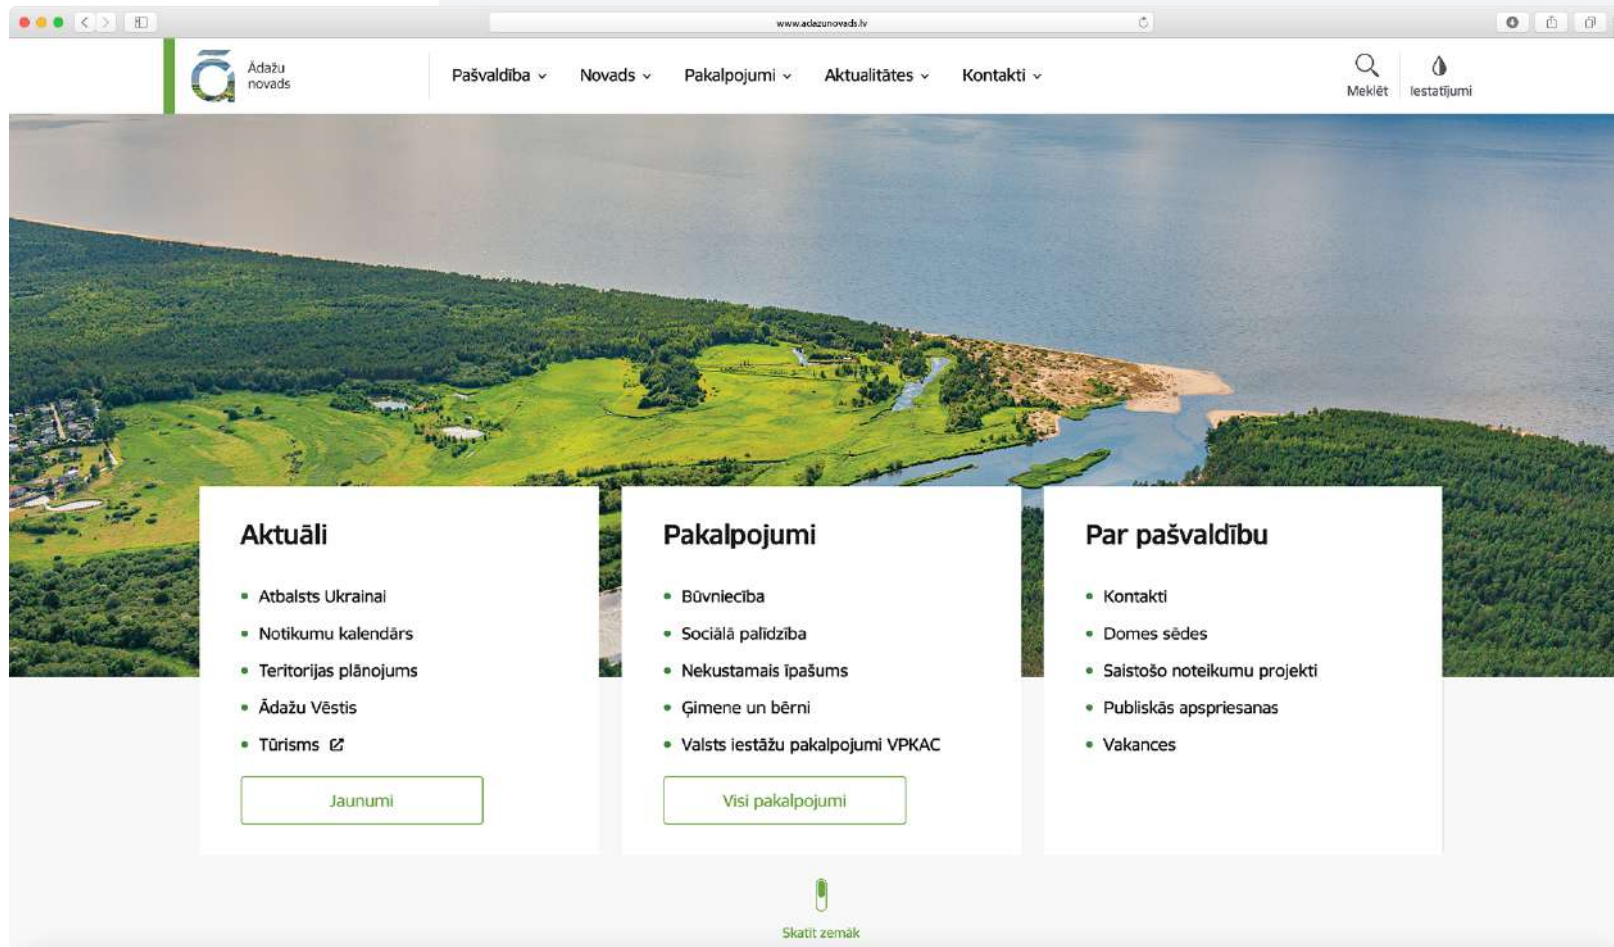 www.adazunovads.lv
Ādažu
novads
Pašvaldība
Novads
Pakalpojumi
Aktualitātes
Kontakti
Meklēt
Iestatījumi
Aktuāli
Atbalsts Ukrainai
Notikumu kalendārs
Teritorijas plānojums
Ādažu Vēstis
Tūrisms
Jaunumi
Pakalpojumi
Būvniecība
Sociālā palīdzība
Nekustamais īpašums
Ģimene un bērni
Valsts iestāžu pakalpojumi VPKAC
Visi pakalpojumi
Par pašvaldību
Kontakti
Domes sēdes
Saistošo noteikumu projekti
Publiskās apspriesanas
Vakances
Skatīt zemāk